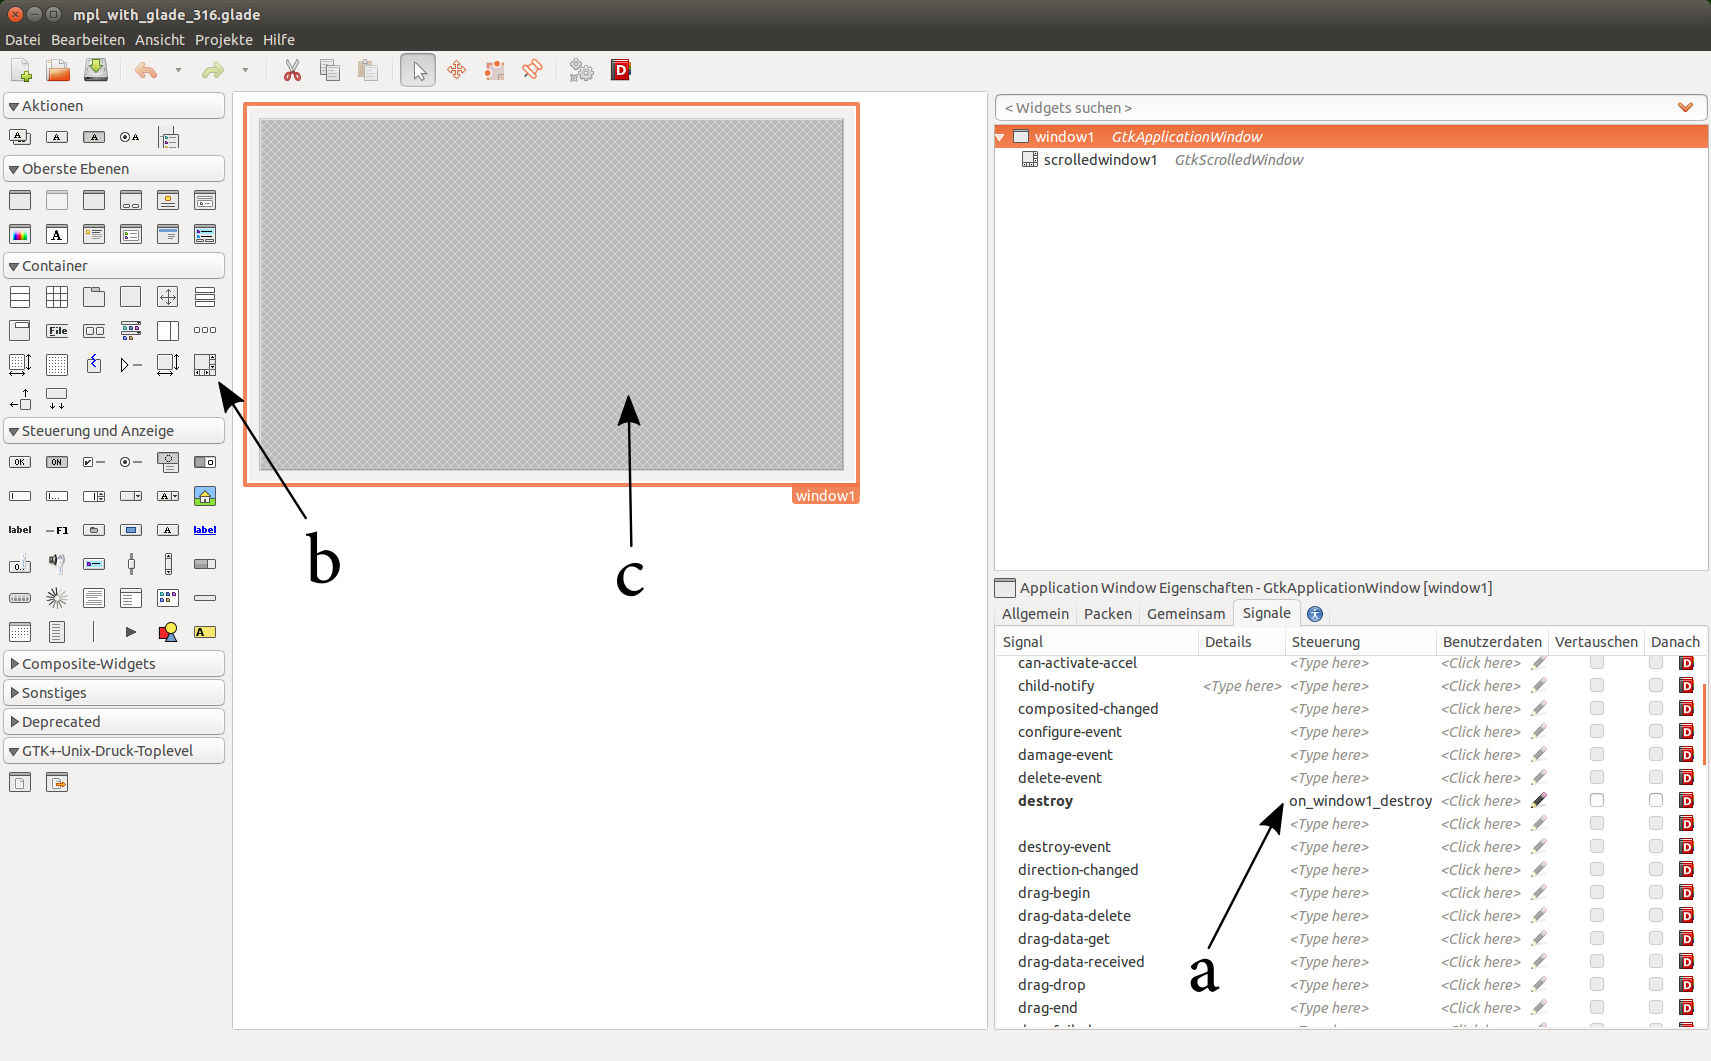 mpl_with_glade_316.glade
Datei Bearbeiten Ansicht Projekte Hilfe
Aktionen
Oberste Ebenen
Container
File
Steuerung und Anzeige
OK ON
label F1 label
Composite-Widgets
Sonstiges
Deprecated
GTK+-Unix-Druck-Toplevel
window1
b
c
a
< Widgets suchen >
window1 GtkApplicationWindow
scrolledwindow1 GtkScrolledWindow
Application Window Eigenschaften - GtkApplicationWindow [window1]
Allgemein Packen Gemeinsam Signale
Signal Details Steuerung Benutzerdaten Vertauschen Danach
can-activate-accel <Type here> <Click here>
child-notify <Type here> <Type here> <Click here>
composited-changed <Type here> <Click here>
configure-event <Type here> <Click here>
damage-event <Type here> <Click here>
delete-event <Type here> <Click here>
destroy on_window1_destroy <Click here>
<Type here> <Click here>
destroy-event <Type here> <Click here>
direction-changed <Type here> <Click here>
drag-begin <Type here> <Click here>
drag-data-delete <Type here> <Click here>
drag-data-get <Type here> <Click here>
drag-data-received <Type here> <Click here>
drag-drop <Type here> <Click here>
drag-end <Type here> <Click here>